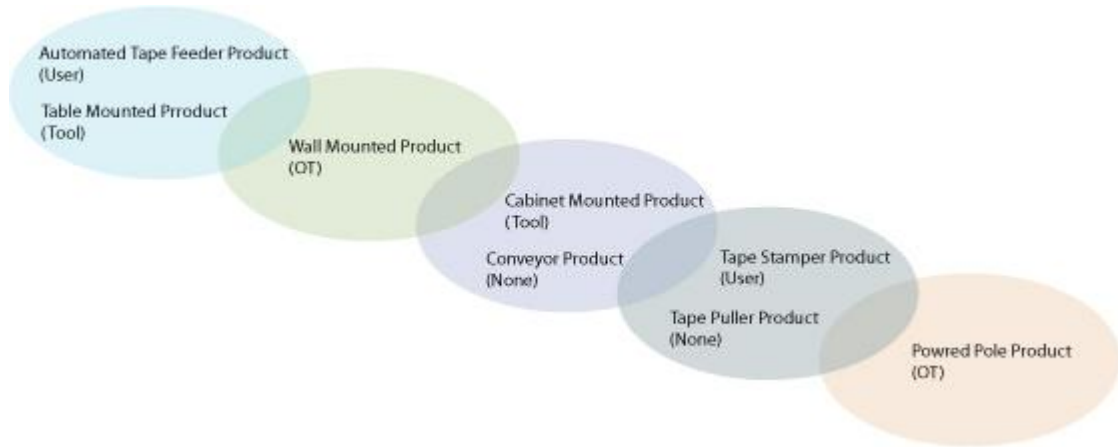 Automated Tape Feeder Product
(User)
Table Mounted Prroduct
(Tool)
Wall Mounted Product
(OT)
Cabinet Mounted Product
(Tool)
Conveyor Product
(None)
Tape Stamper Product
(User)
Tape Puller Product
(None)
Powred Pole Product
(OT)